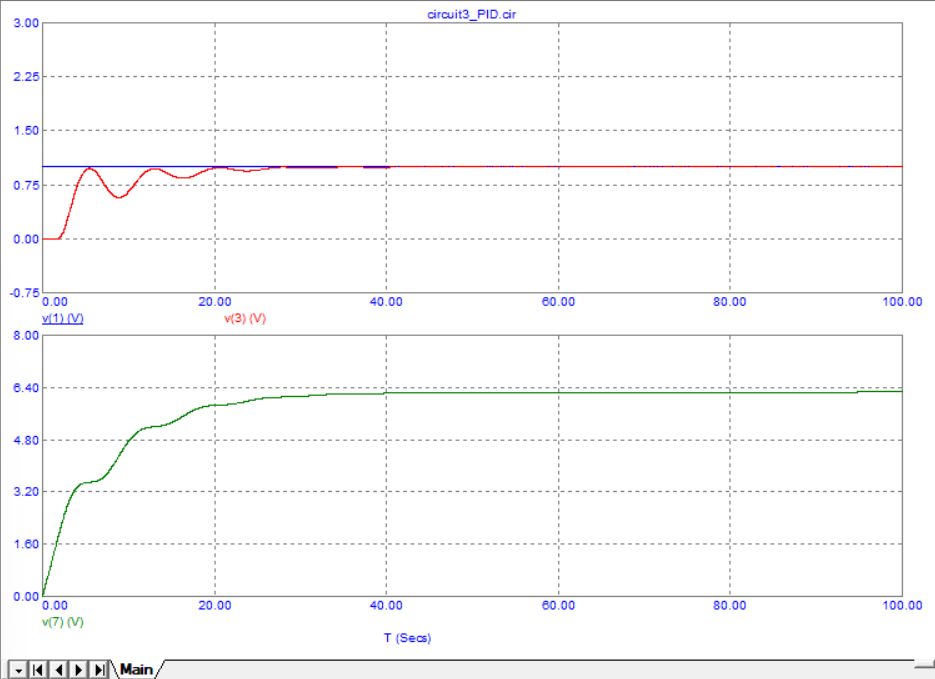 circuit3_PID.cir
3.00
2.25
1.50
0.75
0.00
-0.75
0.00 20.00 40.00 60.00 80.00 100.00
v(1) (V) v(3) (V)
8.00
6.40
4.80
3.20
1.60
0.00
0.00 20.00 40.00 60.00 80.00 100.00
v(7) (V)
T (Secs)
Main